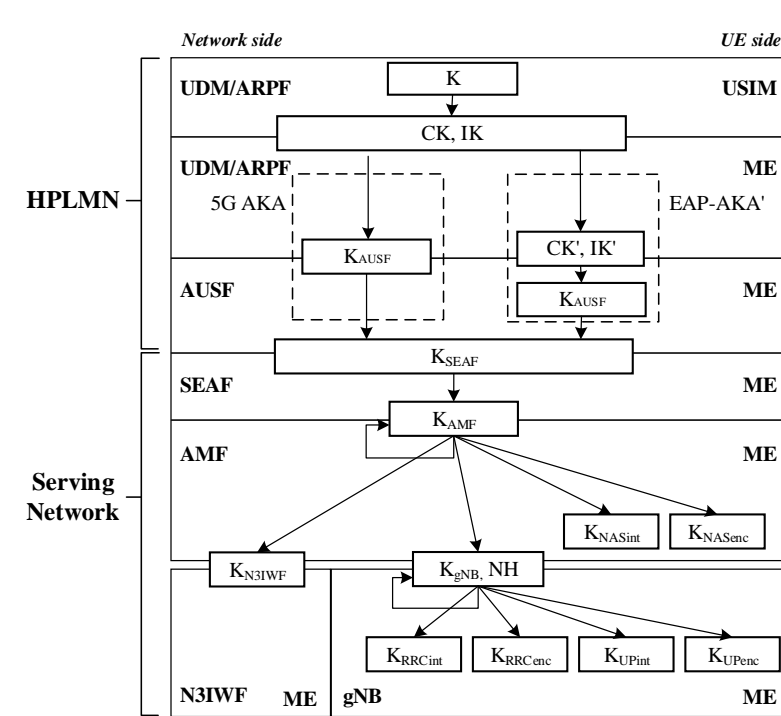 Network side UE side
K
UDM/ARPF USIM
CK, IK
UDM/ARPF ME
HPLMN
5G AKA EAP-AKA'
CK', IK'
KAUSF
AUSF ME
KAUSF
KSEAF
SEAF ME
KAMF
AMF ME
Serving
Network
KNASint KNASenc
KN3IWF KgNB, NH
KRRCint KRRCenc KUPint KUPenc
N3IWF ME gNB ME